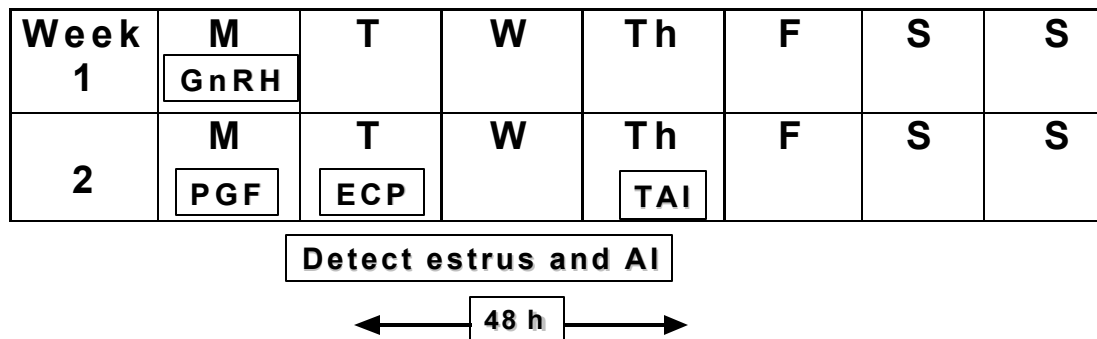 Week M T W Th F S S
1 GnRH
M T W Th F S S
2 PGF ECP TAI
Detect estrus and AI
48 h